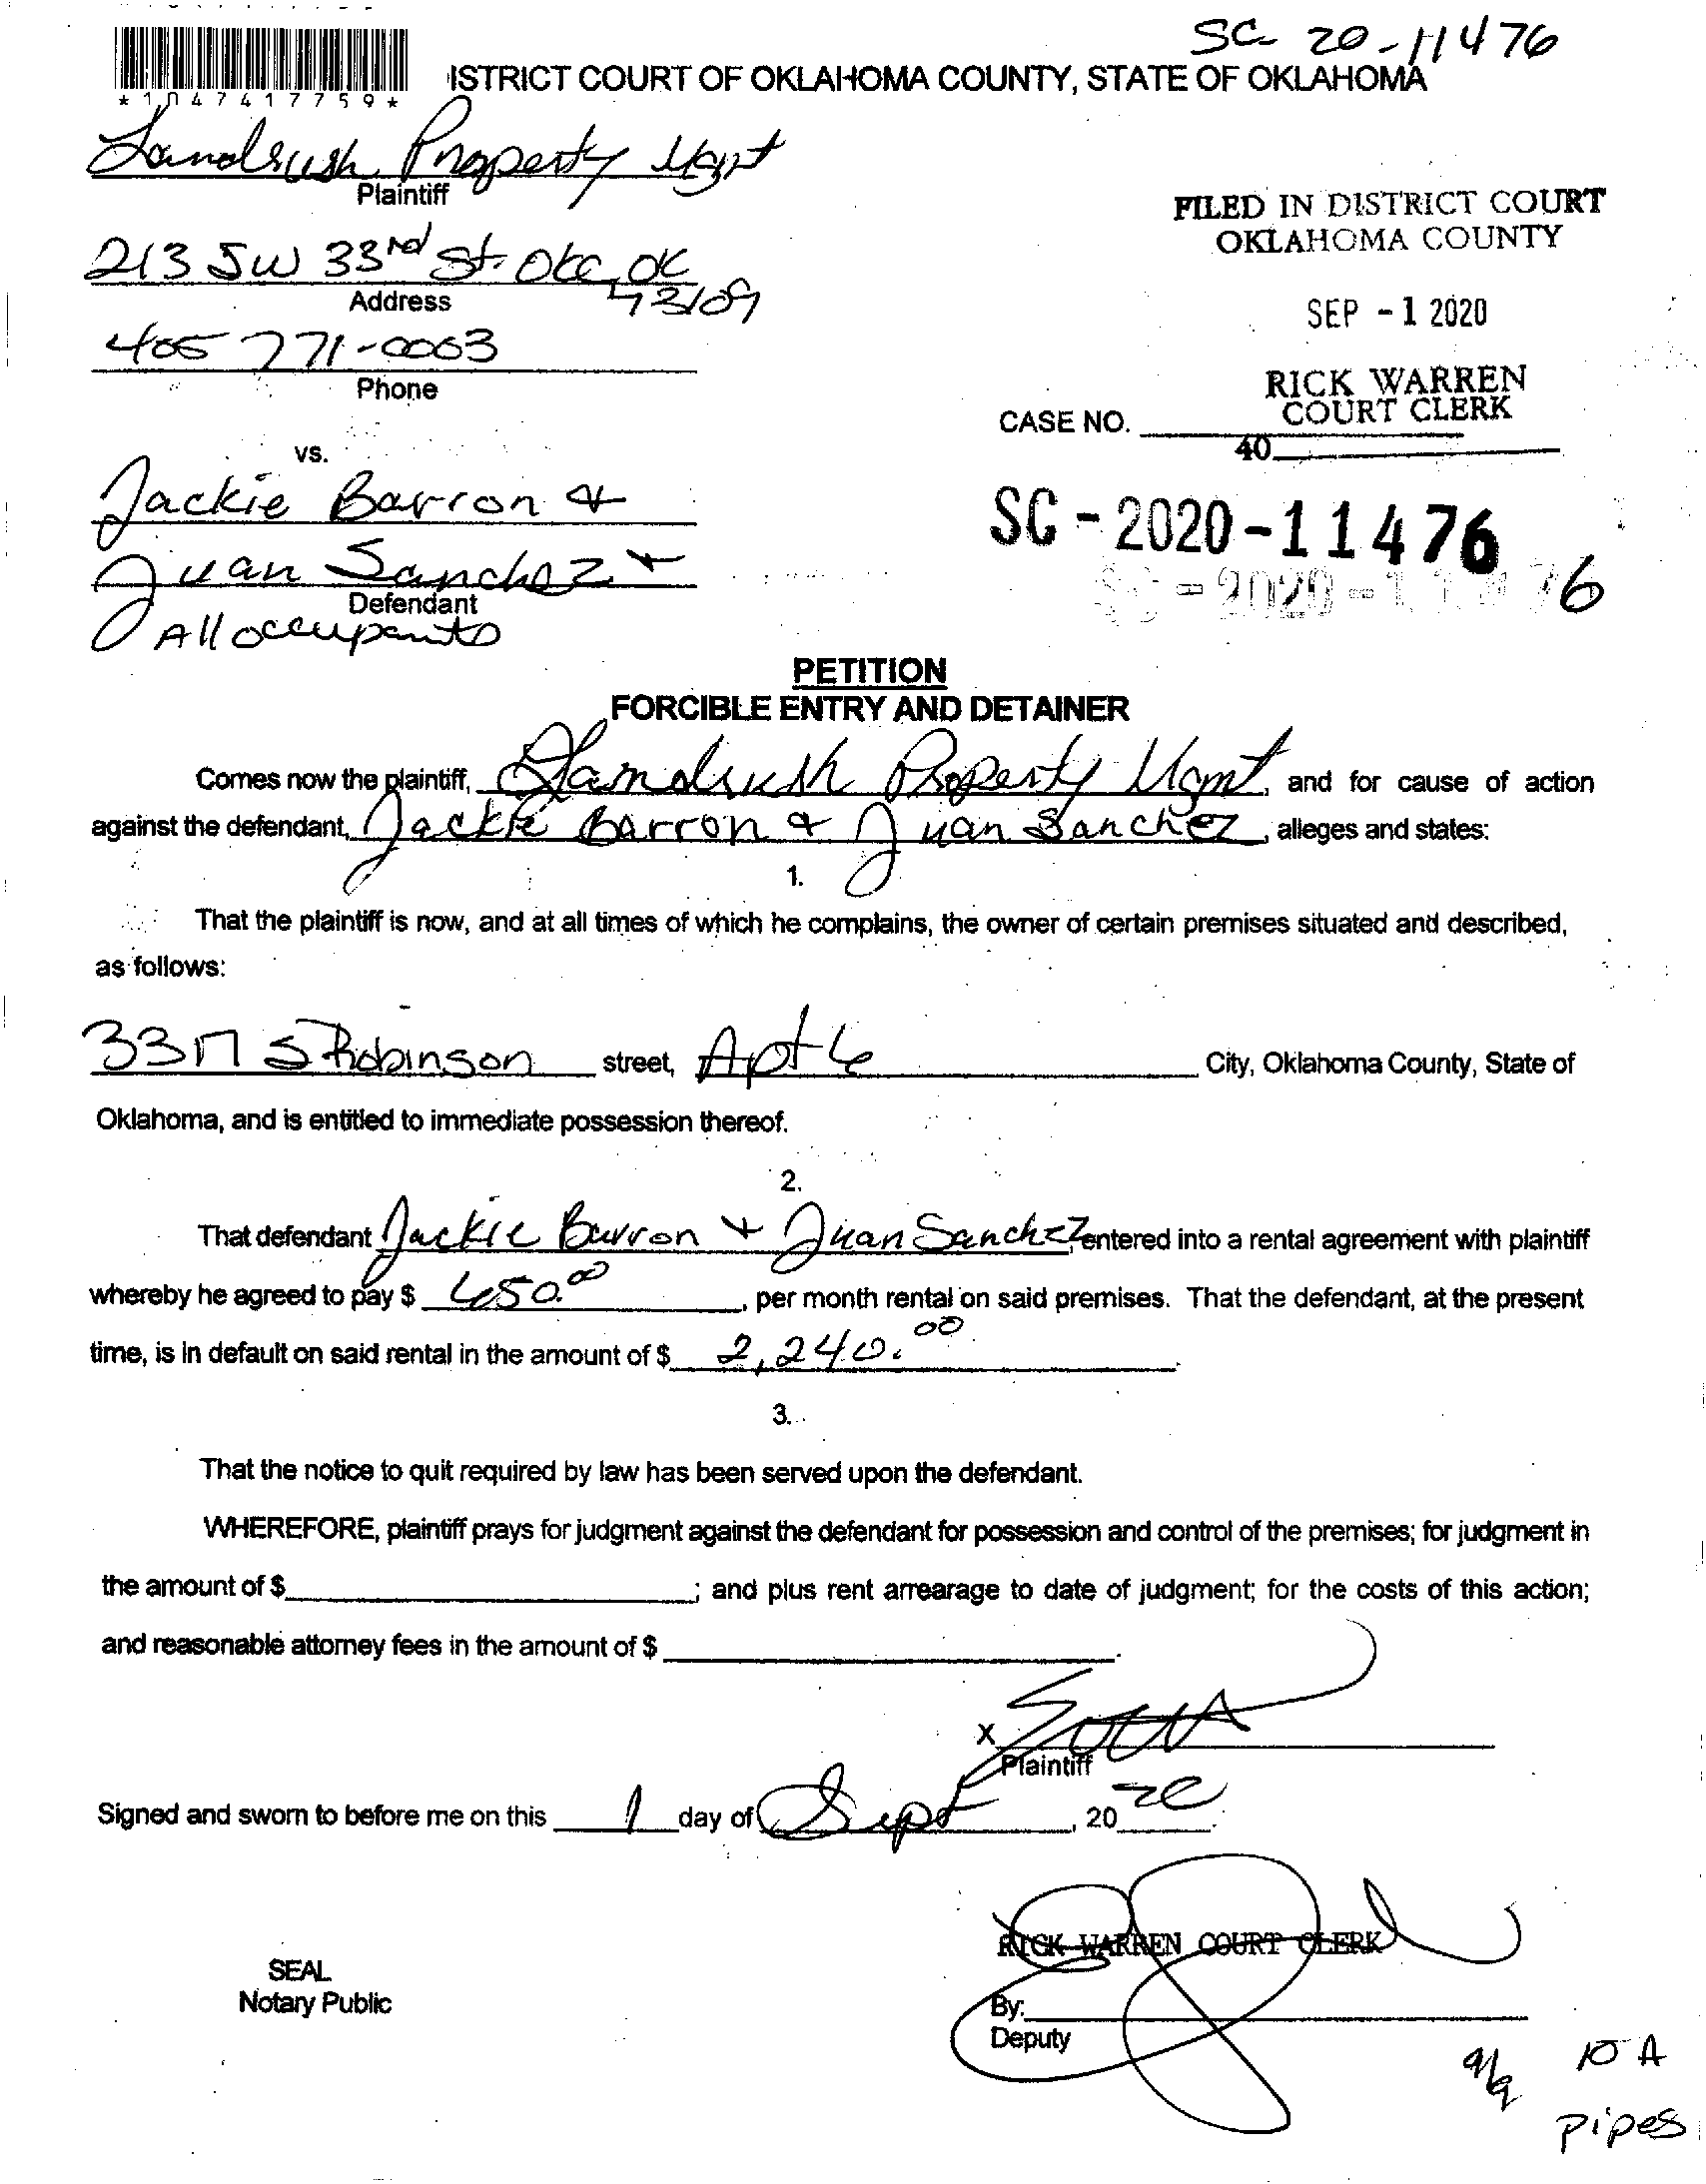 SC- 20-11476
ISTRICT COURT OF OKLAHOMA COUNTY, STATE OF OKLAHOMA
*1047417759*
Landrush Property Mgnt
Plaintiff
FILED IN DISTRICT COURT
OKLAHOMA COUNTY
213 SW 33rd St. OKC, OK
73109
Address
SEP - 1 2020
405 771-0063
Phone
RICK WARREN
COURT CLERK
CASE NO.
40
vs.
Jackie Barron &
SC - 2020 - 11476
Juan Sanchez +
SC - 2020 - 11476
Defendant
All occupants
PETITION
FORCIBLE ENTRY AND DETAINER
Comes now the plaintiff, Landrush Property Mgmt, and for cause of action
against the defendant, Jackie Barron & Juan Sanchez, alleges and states:
1.
That the plaintiff is now, and at all times of which he complains, the owner of certain premises situated and described,
as follows:
3317 S Robinson street, Apt 6 City, Oklahoma County, State of
Oklahoma, and is entitled to immediate possession thereof.
2.
That defendant Jackie Barron + Juan Sanchez, entered into a rental agreement with plaintiff
whereby he agreed to pay $ 650.00, per month rental on said premises. That the defendant, at the present
time, is in default on said rental in the amount of $ 2,240.00.
3.
That the notice to quit required by law has been served upon the defendant.
WHEREFORE, plaintiff prays for judgment against the defendant for possession and control of the premises; for judgment in
the amount of $ ; and plus rent arrearage to date of judgment; for the costs of this action;
and reasonable attorney fees in the amount of $ .
X
Plaintiff
Signed and sworn to before me on this 1 day of Sept, 20 20.
RICK WARREN COURT CLERK
SEAL
Notary Public
By:
Deputy
9/9 10 A
Pipes